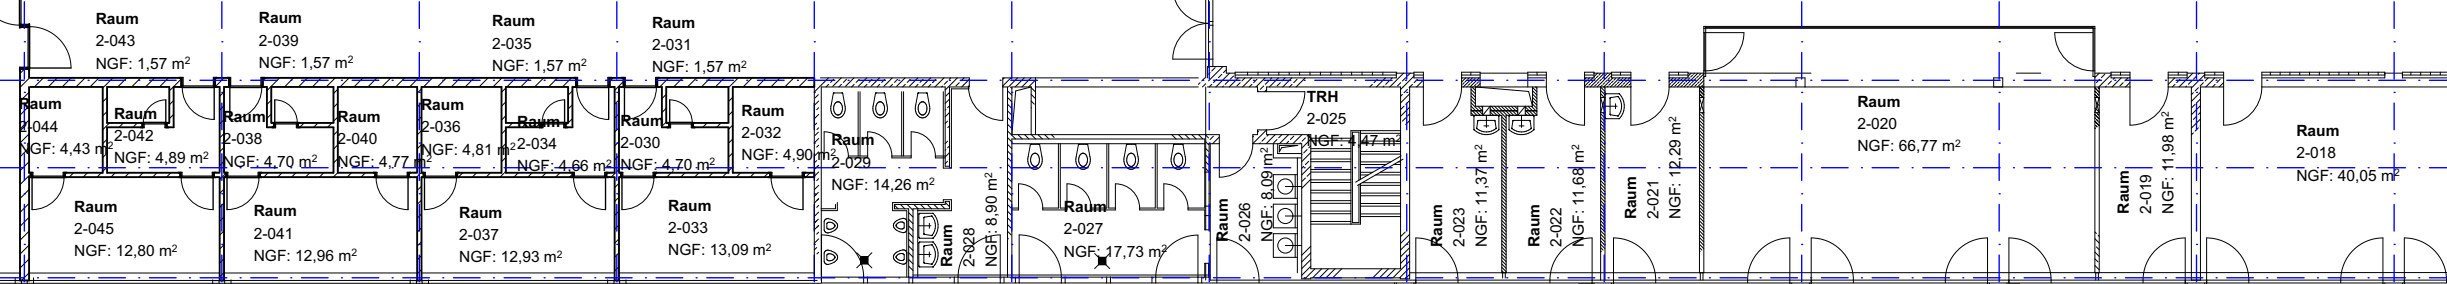 Raum
2-043
NGF: 1,57 m²
Raum
2-039
NGF: 1,57 m²
Raum
2-035
NGF: 1,57 m²
Raum
2-031
NGF: 1,57 m²
Raum
2-044
NGF: 4,43 m²
Raum
2-042
NGF: 4,89 m²
Raum
2-038
NGF: 4,70 m²
Raum
2-040
NGF: 4,77 m²
Raum
2-036
NGF: 4,81 m²
Raum
2-034
NGF: 4,66 m²
Raum
2-030
NGF: 4,70 m²
Raum
2-032
NGF: 4,90 m²
Raum
2-029
NGF: 14,26 m²
Raum
2-045
NGF: 12,80 m²
Raum
2-041
NGF: 12,96 m²
Raum
2-037
NGF: 12,93 m²
Raum
2-033
NGF: 13,09 m²
Raum
2-028
NGF: 8,90 m²
Raum
2-027
NGF: 17,73 m²
Raum
2-026
NGF: 8,09 m²
TRH
2-025
NGF: 4,47 m²
Raum
2-023
NGF: 11,37 m²
Raum
2-022
NGF: 11,68 m²
Raum
2-021
NGF: 12,29 m²
Raum
2-020
NGF: 66,77 m²
Raum
2-019
NGF: 11,98 m²
Raum
2-018
NGF: 40,05 m²